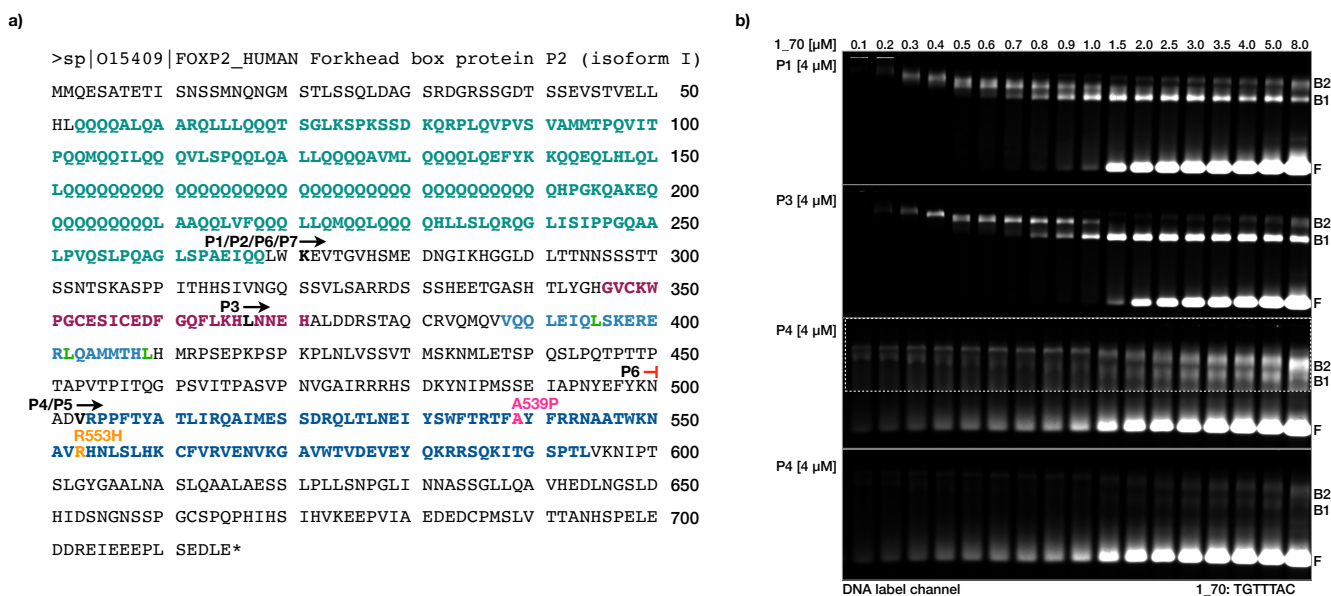 a)
>sp|O15409|FOXP2_HUMAN Forkhead box protein P2 (isoform I)
MMQESATETI SNSSMNQNGM STLSSQLDAG SRDGRSSGDT SSEVSTVELL 50
HLQQQQALQA ARQLLLQQQT SGLKSPKSSD KQRPLQVPVS VAMMTPQVIT 100
PQQMQQILQQ QVLSPQQLQA LLQQQQAVML QQQQLQEFYK KQQEQLHLQL 150
LQQQQQQQQQ QQQQQQQQQQ QQQQQQQQQQ QQQQQQQQQQ QHPGKQAKEQ 200
QQQQQQQQQL AAQQLVFQQQ LLQMQQLQQQ QHLLSLQRQG LISIPPGQAA 250
P1/P2/P6/P7
LPVQSLPQAG LSPAEIQQLW KEVTGVHSME DNGIKHGGLD LTTNNSSSTT 300
SSNTSKASPP ITHHSIVNGQ SSVLSARRDS SSHEETGASH TLYGHGVCKW 350
P3
PGCESICEDF GQFLKHLNNE HALDDRSTAQ CRVQMQVVQQ LEIQLSKERE 400
RLQAMMTHLH MRPSEPKPSP KPLNLVSSVT MSKNMLETSP QSLPQTPTTP 450
TAPVTPITQG PSVITPASVP NVGAIRRRHS DKYNIPMSSE IAPNYEFYKN 500
P6
P4/P5
ADVRPPFTYA TLIRQAIMES SDRQLTLNEI YSWFTRTFAY FRRNAATWKN 550
A539P
R553H
AVRHNLSLHK CFVRVENVKG AVWTVDEVEY QKRRSQKITG SPTLVKNIPT 600
SLGYGAALNA SLQAALAESS LPLLSNPGLI NNASSGLLQA VHEDLNGSLD 650
HIDSNGNSSP GCSPQPHIHS IHVKEEPVIA EDEDCPMSLV TTANHSPELE 700
DDREIEEEPL SEDLE*
b)
1_70 [µM] 0.1 0.2 0.3 0.4 0.5 0.6 0.7 0.8 0.9 1.0 1.5 2.0 2.5 3.0 3.5 4.0 5.0 8.0
P1 [4 µM]
B2
B1
F
P3 [4 µM]
B2
B1
F
P4 [4 µM]
B2
B1
F
P4 [4 µM]
B2
B1
F
DNA label channel 1_70: TGTTTAC